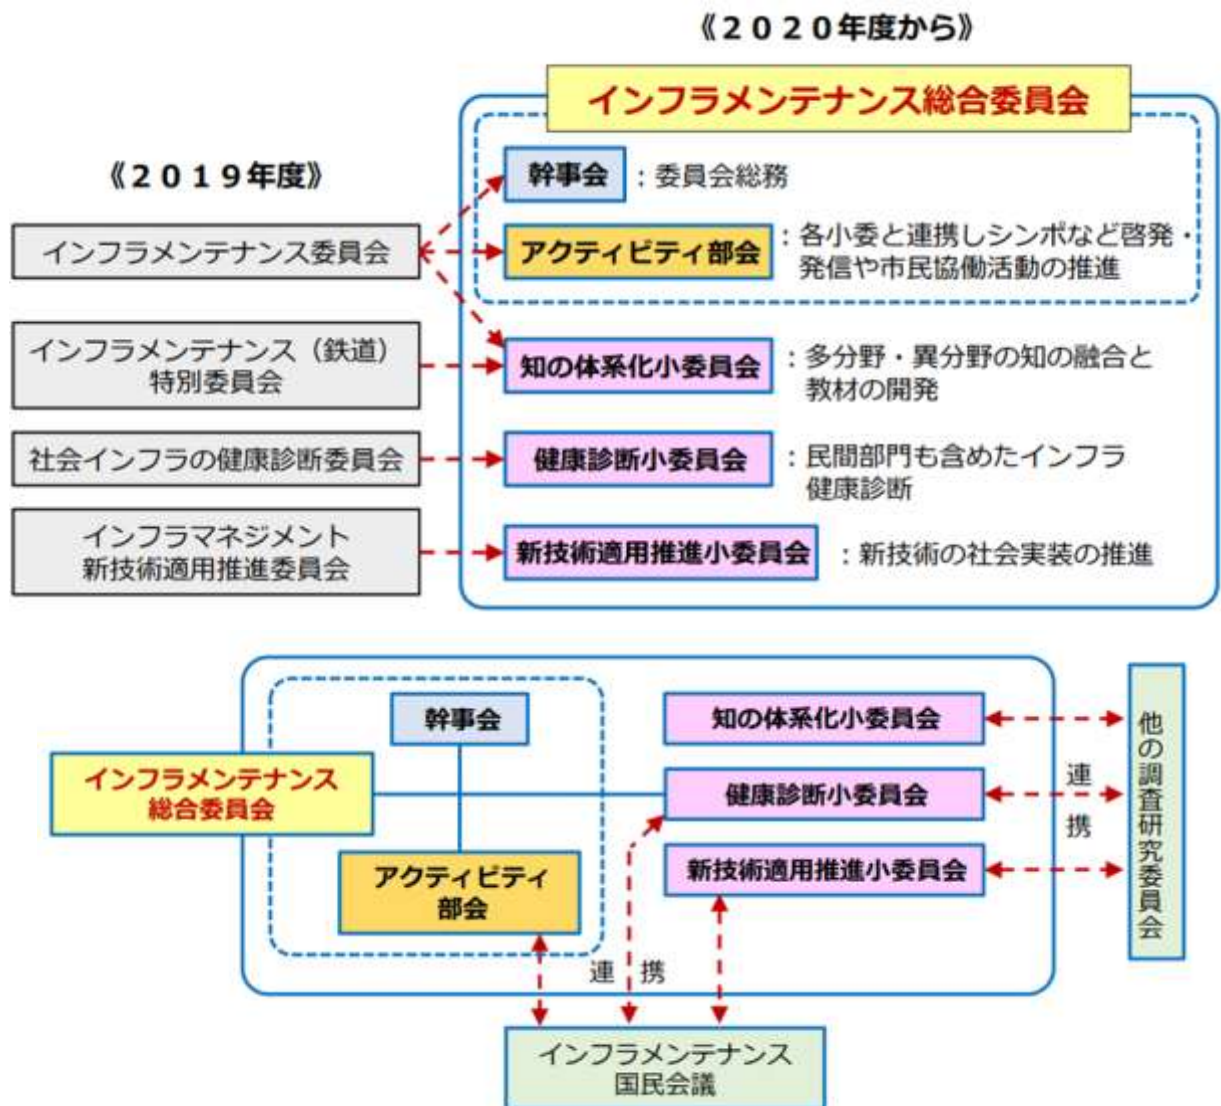 《２０２０年度から》
インフラメンテナンス総合委員会
《２０１９年度》
幹事会
：委員会総務
インフラメンテナンス委員会
アクティビティ部会
：各小委と連携しシンポなど啓発・
発信や市民協働活動の推進
インフラメンテナンス（鉄道）
特別委員会
知の体系化小委員会
：多分野・異分野の知の融合と
教材の開発
社会インフラの健康診断委員会
健康診断小委員会
：民間部門も含めたインフラ
健康診断
インフラマネジメント
新技術適用推進委員会
新技術適用推進小委員会
：新技術の社会実装の推進
幹事会
知の体系化小委員会
インフラメンテナンス
総合委員会
健康診断小委員会
連
携
他の調査研究委員会
アクティビティ
部会
新技術適用推進小委員会
連 携
インフラメンテナンス
国民会議